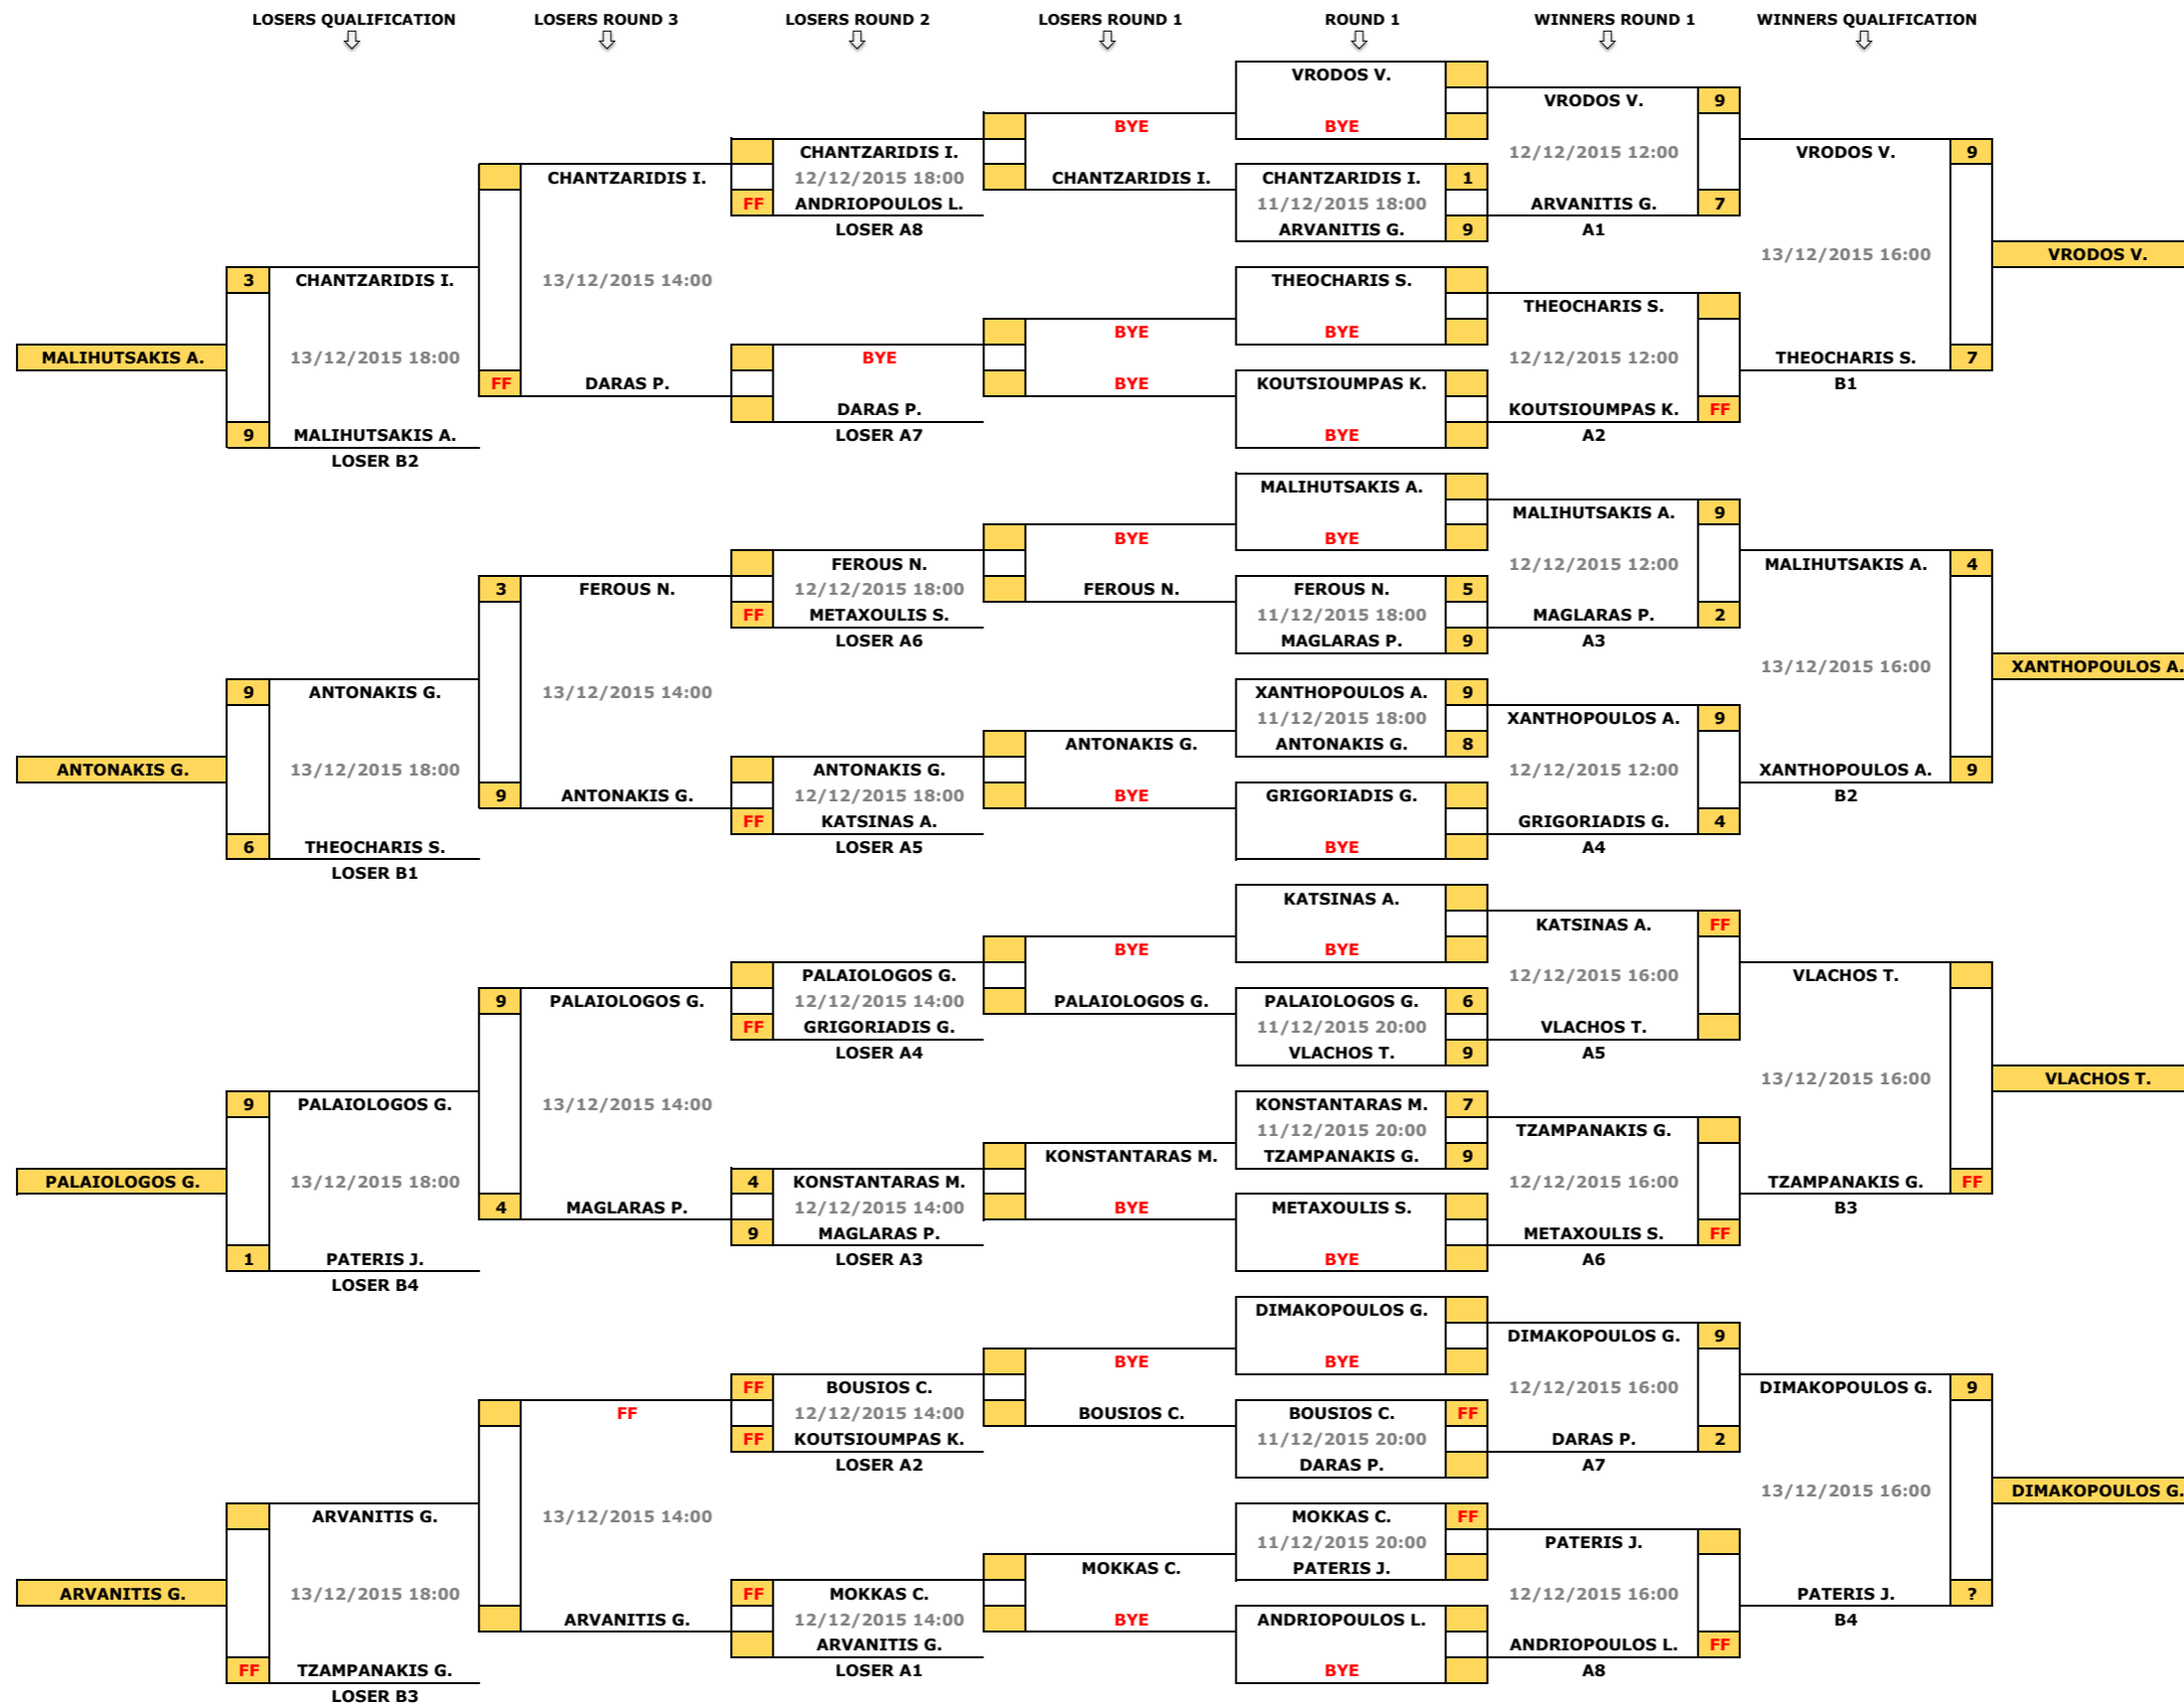 LOSERS QUALIFICATION LOSERS ROUND 3 LOSERS ROUND 2 LOSERS ROUND 1 ROUND 1 WINNERS ROUND 1 WINNERS QUALIFICATION
VRODOS V.
VRODOS V. 9
BYE BYE
CHANTZARIDIS I. 12/12/2015 12:00 VRODOS V. 9
CHANTZARIDIS I. 12/12/2015 18:00 CHANTZARIDIS I. CHANTZARIDIS I. 1
FF ANDRIOPOULOS L. 11/12/2015 18:00 ARVANITIS G. 7
LOSER A8 ARVANITIS G. 9 A1
13/12/2015 16:00 VRODOS V.
3 CHANTZARIDIS I. 13/12/2015 14:00 THEOCHARIS S.
THEOCHARIS S.
BYE BYE
MALIHUTSAKIS A. 13/12/2015 18:00 BYE 12/12/2015 12:00 THEOCHARIS S. 7
FF DARAS P. BYE KOUTSIOUMPAS K. B1
DARAS P. KOUTSIOUMPAS K. FF
9 MALIHUTSAKIS A. LOSER A7 BYE A2
LOSER B2
MALIHUTSAKIS A.
MALIHUTSAKIS A. 9
BYE BYE
FEROUS N. 12/12/2015 12:00 MALIHUTSAKIS A. 4
3 FEROUS N. 12/12/2015 18:00 FEROUS N. FEROUS N. 5
FF METAXOULIS S. 11/12/2015 18:00 MAGLARAS P. 2
LOSER A6 MAGLARAS P. 9 A3
13/12/2015 16:00 XANTHOPOULOS A.
9 ANTONAKIS G. 13/12/2015 14:00 XANTHOPOULOS A. 9
11/12/2015 18:00 XANTHOPOULOS A. 9
ANTONAKIS G. ANTONAKIS G. 8
ANTONAKIS G. 13/12/2015 18:00 ANTONAKIS G. 12/12/2015 12:00 XANTHOPOULOS A. 9
9 ANTONAKIS G. 12/12/2015 18:00 BYE GRIGORIADIS G. B2
FF KATSINAS A. GRIGORIADIS G. 4
6 THEOCHARIS S. LOSER A5 BYE A4
LOSER B1
KATSINAS A.
KATSINAS A. FF
BYE BYE
PALAIOLOGOS G. 12/12/2015 16:00 VLACHOS T.
9 PALAIOLOGOS G. 12/12/2015 14:00 PALAIOLOGOS G. PALAIOLOGOS G. 6
FF GRIGORIADIS G. 11/12/2015 20:00 VLACHOS T.
LOSER A4 VLACHOS T. 9 A5
13/12/2015 16:00 VLACHOS T.
9 PALAIOLOGOS G. 13/12/2015 14:00 KONSTANTARAS M. 7
11/12/2015 20:00 TZAMPANAKIS G.
KONSTANTARAS M. TZAMPANAKIS G. 9
PALAIOLOGOS G. 13/12/2015 18:00 4 KONSTANTARAS M. 12/12/2015 16:00 TZAMPANAKIS G. FF
4 MAGLARAS P. 12/12/2015 14:00 BYE METAXOULIS S. B3
9 MAGLARAS P. METAXOULIS S. FF
1 PATERIS J. LOSER A3 BYE A6
LOSER B4
DIMAKOPOULOS G.
DIMAKOPOULOS G. 9
BYE BYE
FF BOUSIOS C. 12/12/2015 16:00 DIMAKOPOULOS G. 9
FF 12/12/2015 14:00 BOUSIOS C. BOUSIOS C. FF
FF KOUTSIOUMPAS K. 11/12/2015 20:00 DARAS P. 2
LOSER A2 DARAS P. A7
13/12/2015 16:00 DIMAKOPOULOS G.
ARVANITIS G. 13/12/2015 14:00 MOKKAS C. FF
11/12/2015 20:00 PATERIS J.
MOKKAS C. PATERIS J.
ARVANITIS G. 13/12/2015 18:00 FF MOKKAS C. 12/12/2015 16:00 PATERIS J. ?
ARVANITIS G. 12/12/2015 14:00 BYE ANDRIOPOULOS L. B4
ARVANITIS G. ANDRIOPOULOS L. FF
FF TZAMPANAKIS G. LOSER A1 BYE A8
LOSER B3